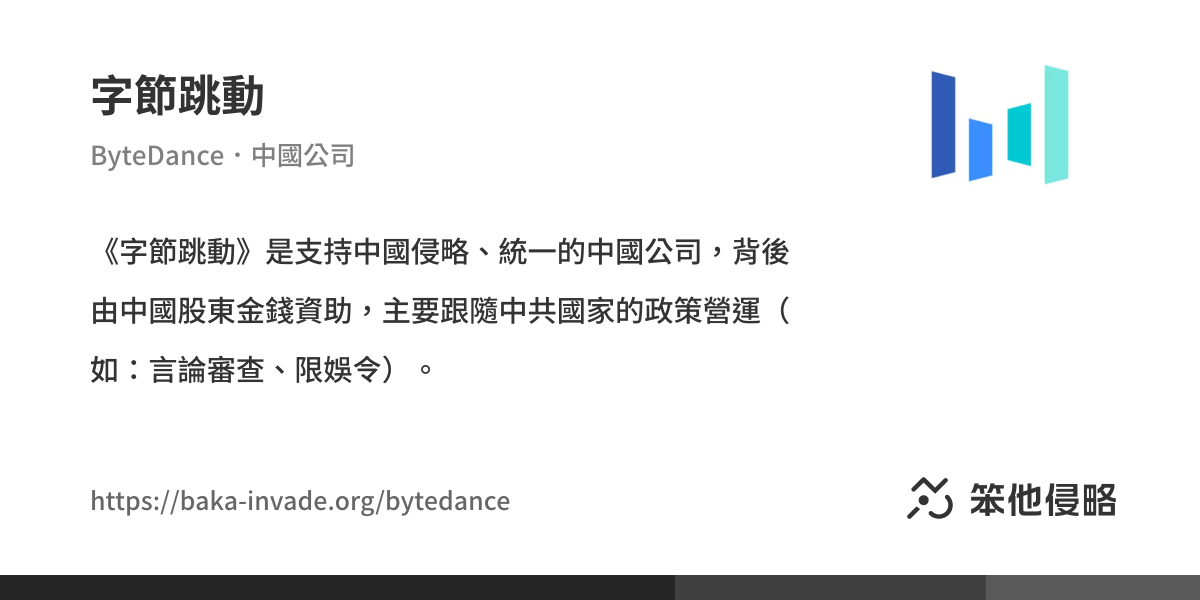 字節跳動
ByteDance・中國公司
《字節跳動》是支持中國侵略、統一的中國公司，背後
由中國股東金錢資助，主要跟隨中共國家的政策營運（
如：言論審查、限娛令）。
https://baka-invade.org/bytedance
笨他侵略